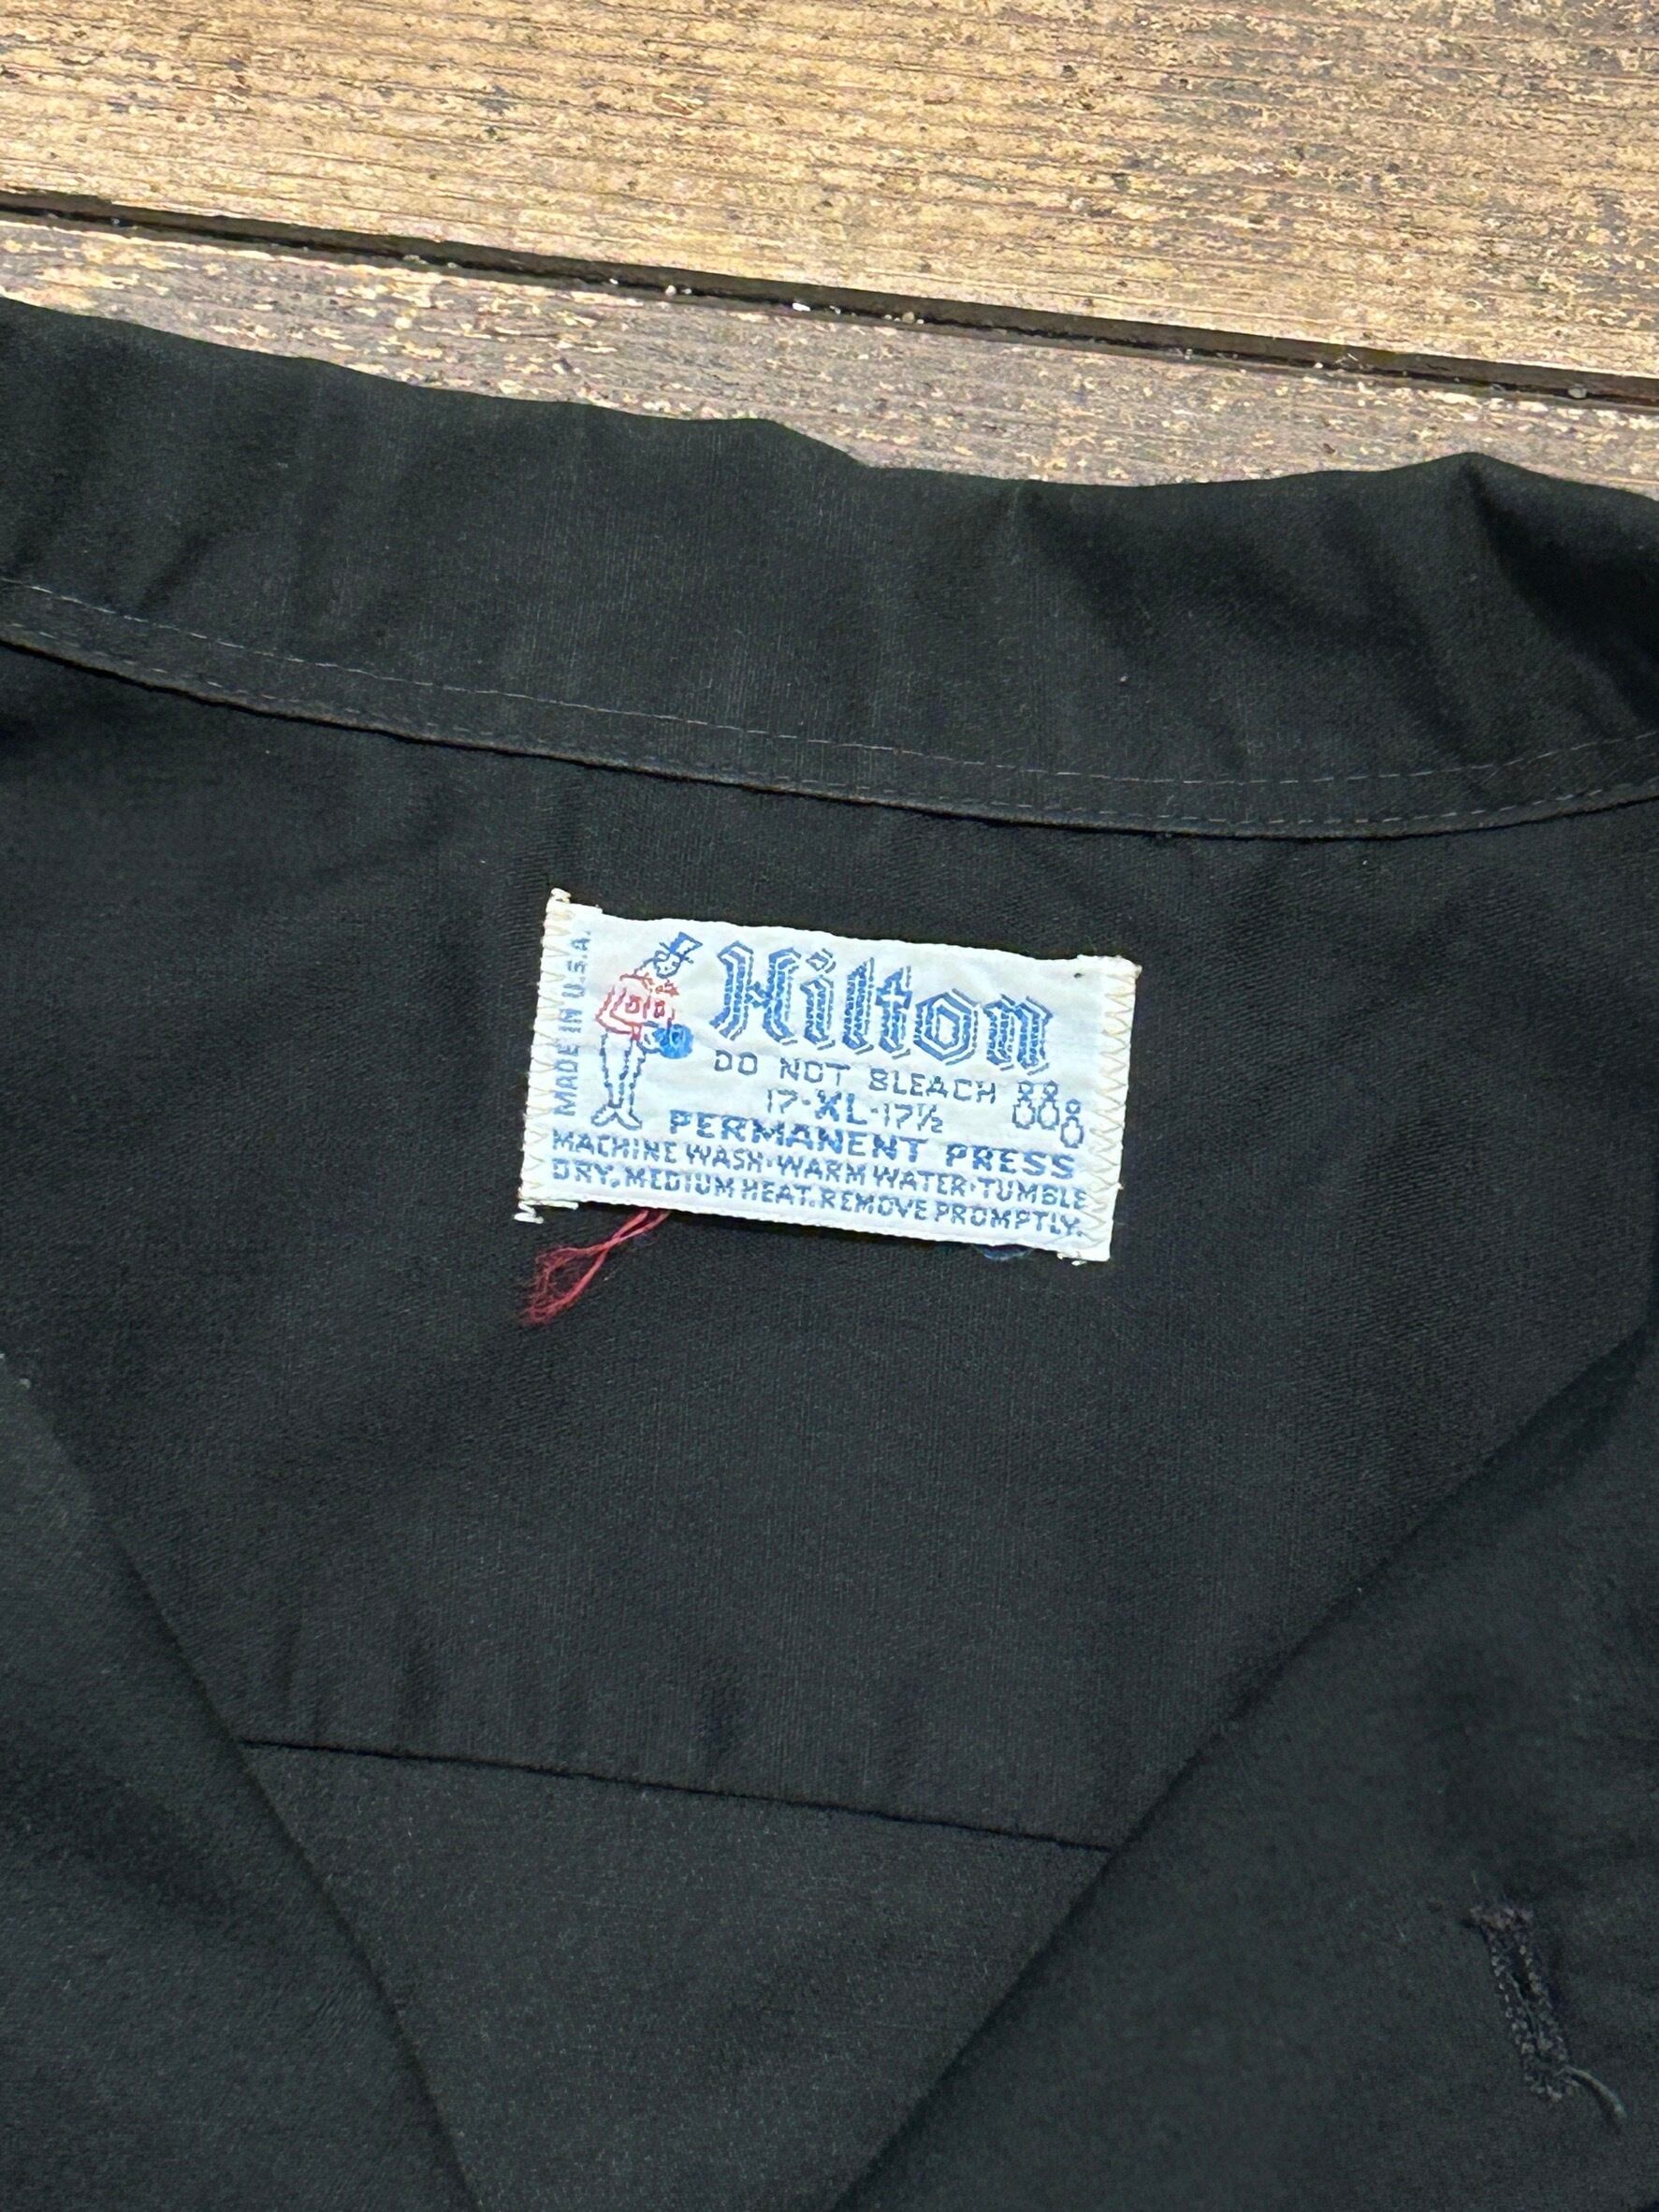 MADE IN U.S.A.
Hilton
DO NOT BLEACH
17·XL·17½
PERMANENT PRESS
MACHINE WASH·WARM WATER·TUMBLE
DRY, MEDIUM HEAT. REMOVE PROMPTLY.